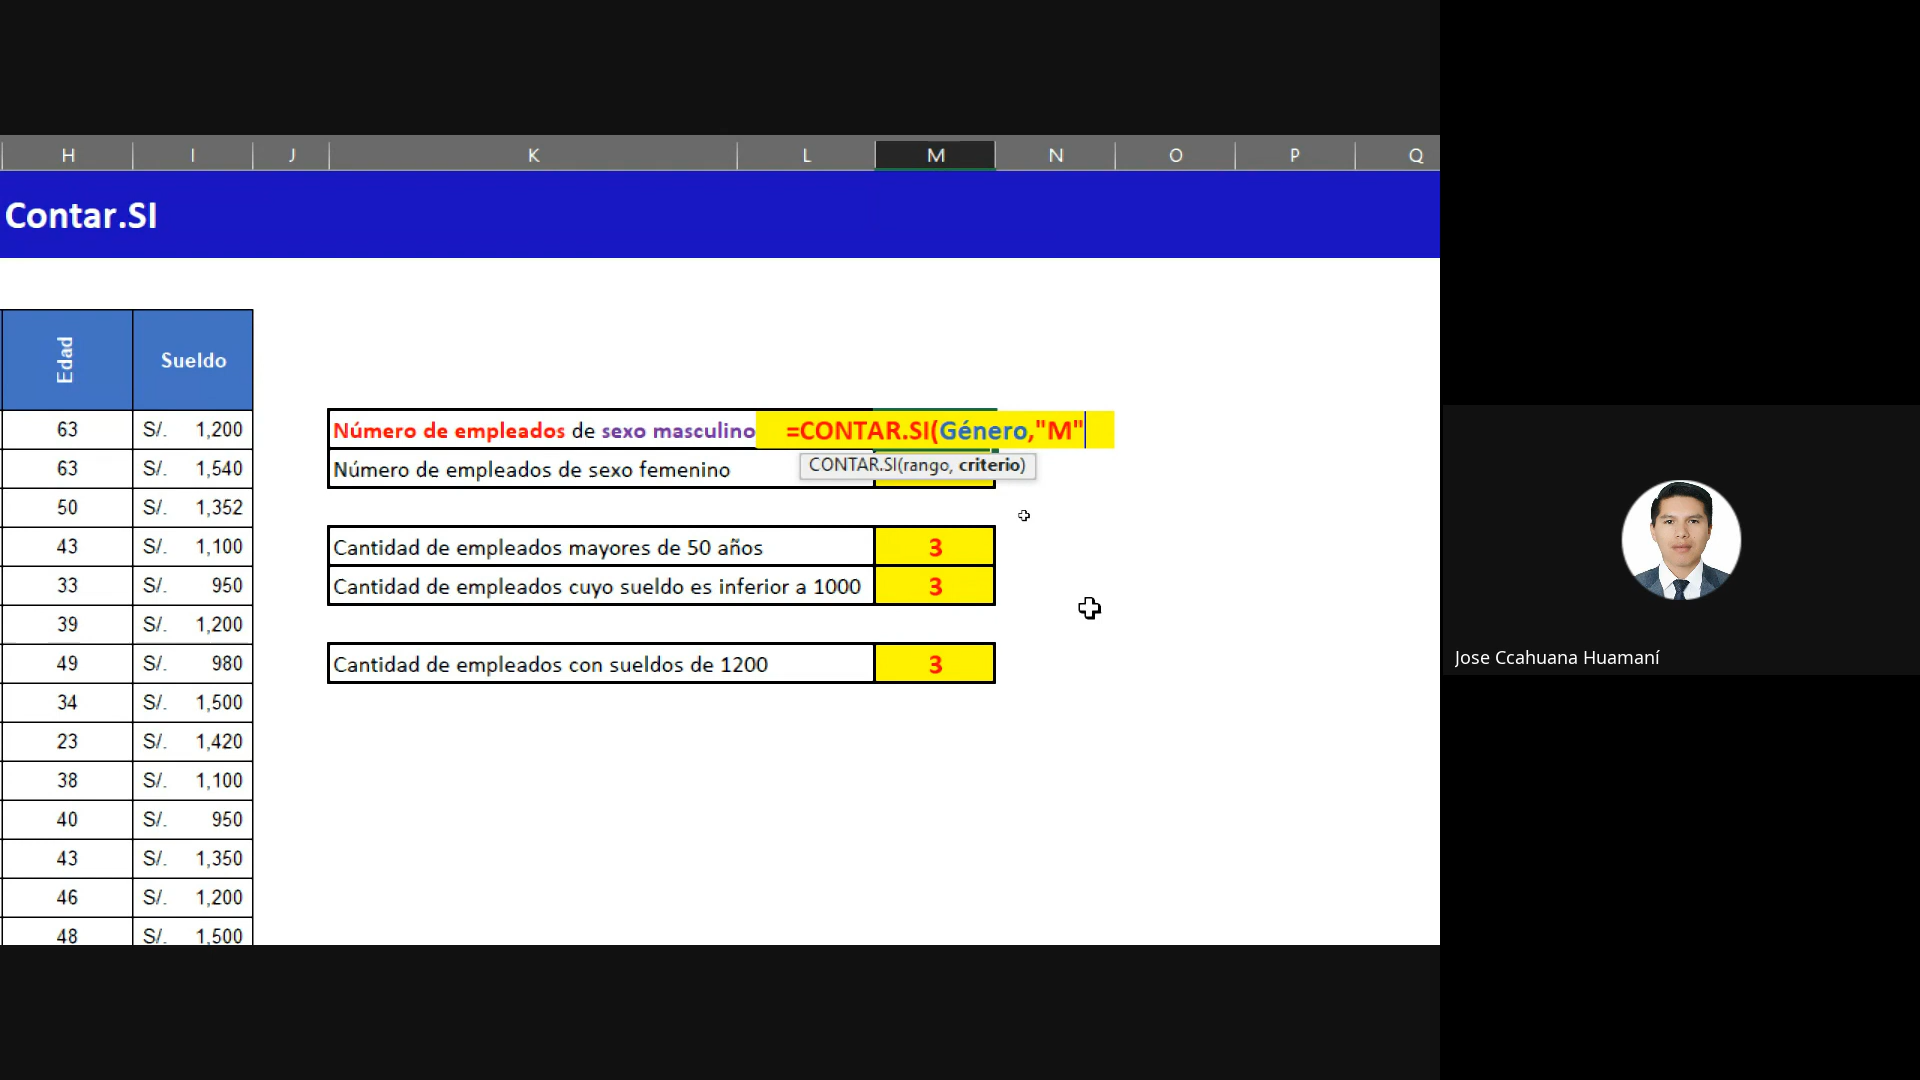 H I J K L M N O P Q
Contar.SI
Edad Sueldo
63 S/. 1,200
Número de empleados de sexo masculino =CONTAR.SI(Género,"M"
CONTAR.SI(rango, criterio)
63 S/. 1,540
Número de empleados de sexo femenino
50 S/. 1,352
43 S/. 1,100
Cantidad de empleados mayores de 50 años 3
33 S/. 950
Cantidad de empleados cuyo sueldo es inferior a 1000 3
39 S/. 1,200
49 S/. 980
Cantidad de empleados con sueldos de 1200 3
34 S/. 1,500
23 S/. 1,420
38 S/. 1,100
40 S/. 950
43 S/. 1,350
46 S/. 1,200
48 S/. 1,500
Jose Ccahuana Huamaní